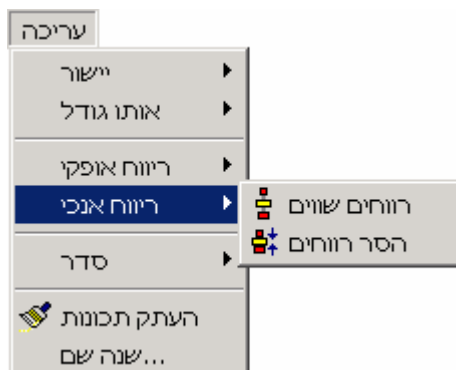 עריכה
יישור
אותו גודל
ריווח אופקי
ריווח אנכי
רווחים שווים
הסר רווחים
סדר
העתק תכונות
שנה שם...